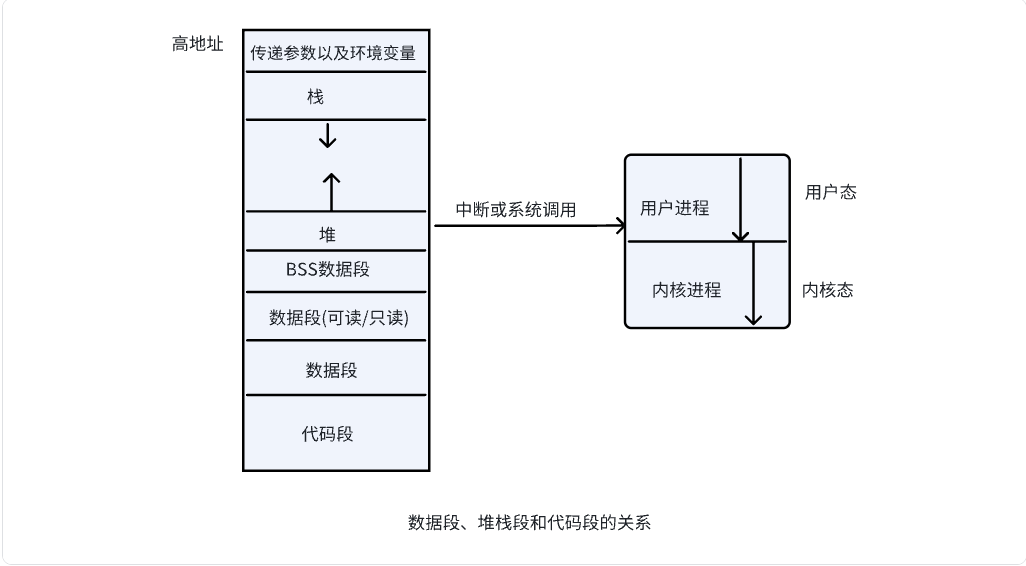 高地址
传递参数以及环境变量
栈
堆
BSS数据段
数据段(可读/只读)
数据段
代码段
中断或系统调用
用户进程
用户态
内核进程
内核态
数据段、堆栈段和代码段的关系